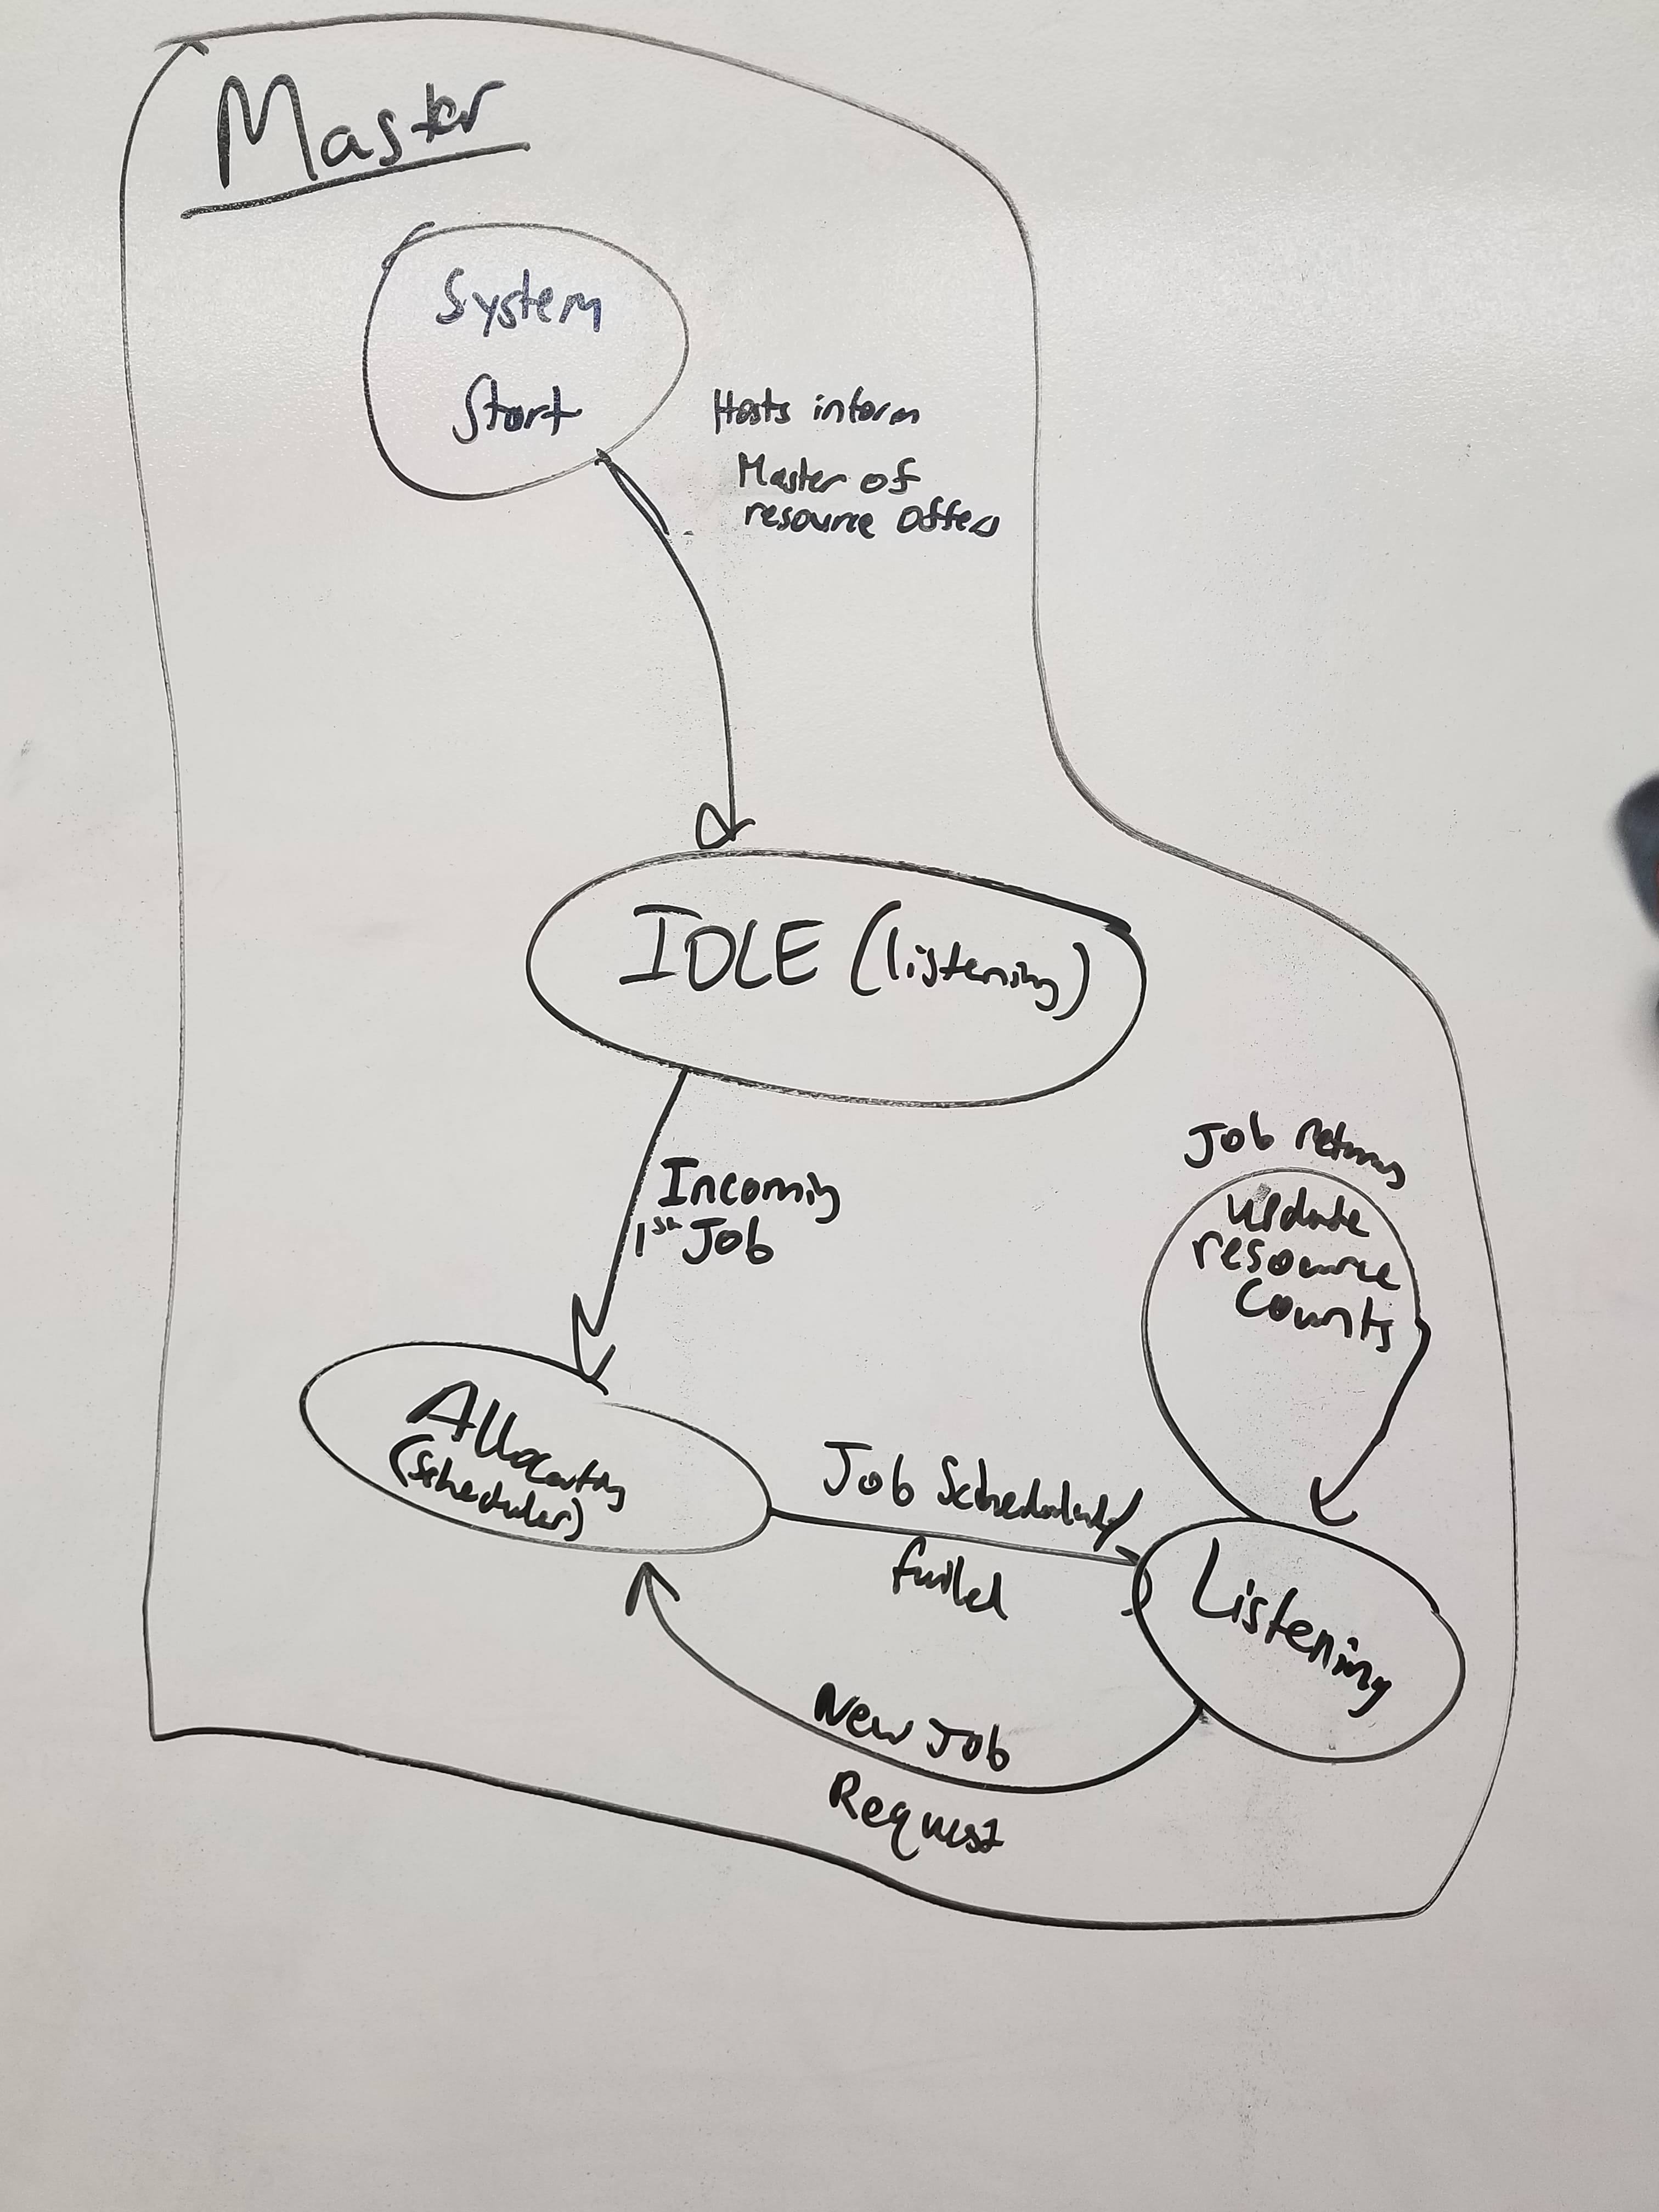 Master
System
Start
Hosts inform
Master of
resource offers
IDLE (listening)
Incoming
1st Job
Job Returns
update
resource
Counts
Allocating
(Scheduler)
Job Scheduled/
failed
Listening
New Job
Request